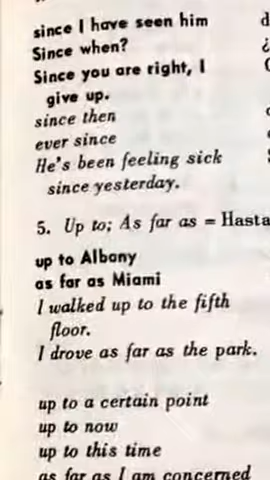 since I have seen him
Since when?
Since you are right, I
give up.
since then
ever since
He's been feeling sick
since yesterday.
5. Up to; As far as = Hasta
up to Albany
as far as Miami
I walked up to the fifth
floor.
I drove as far as the park.
up to a certain point
up to now
up to this time
as far as I am concerned